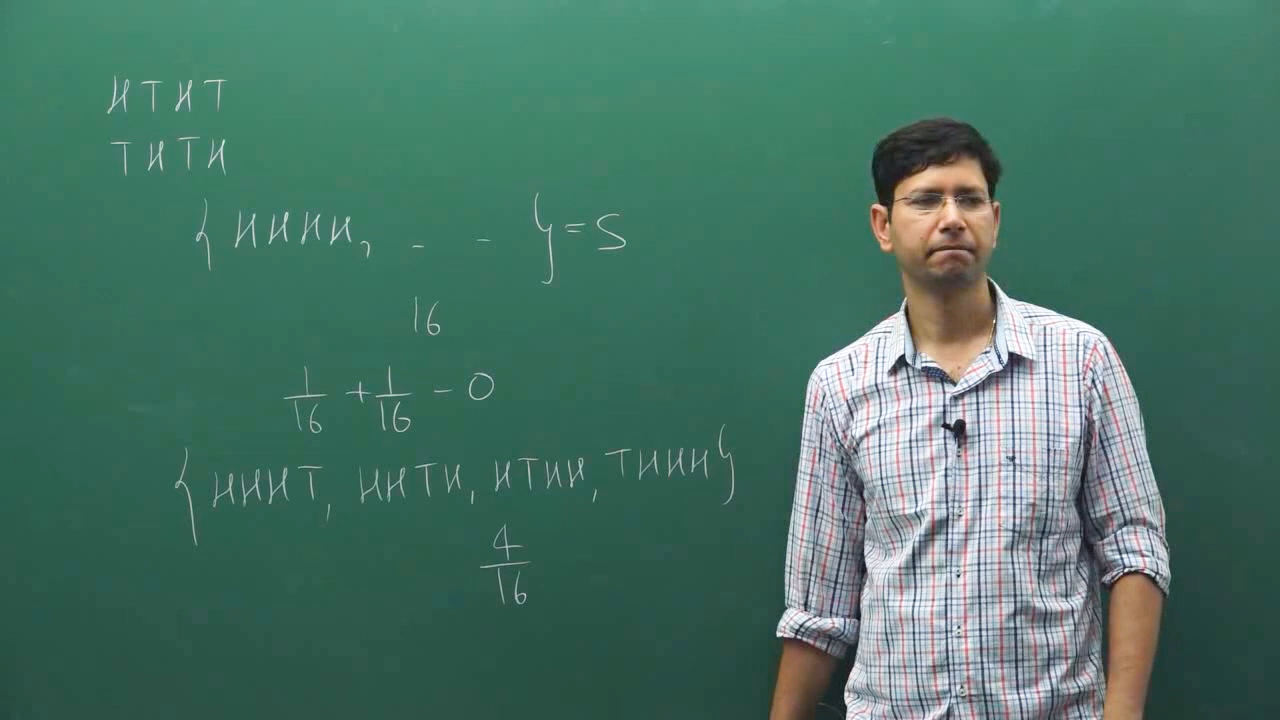 HTHT
THTH
{HHHH, - - } = S
16
1/16 + 1/16 - 0
{HHHT, HHTH, HTHH, THHH}
4/16